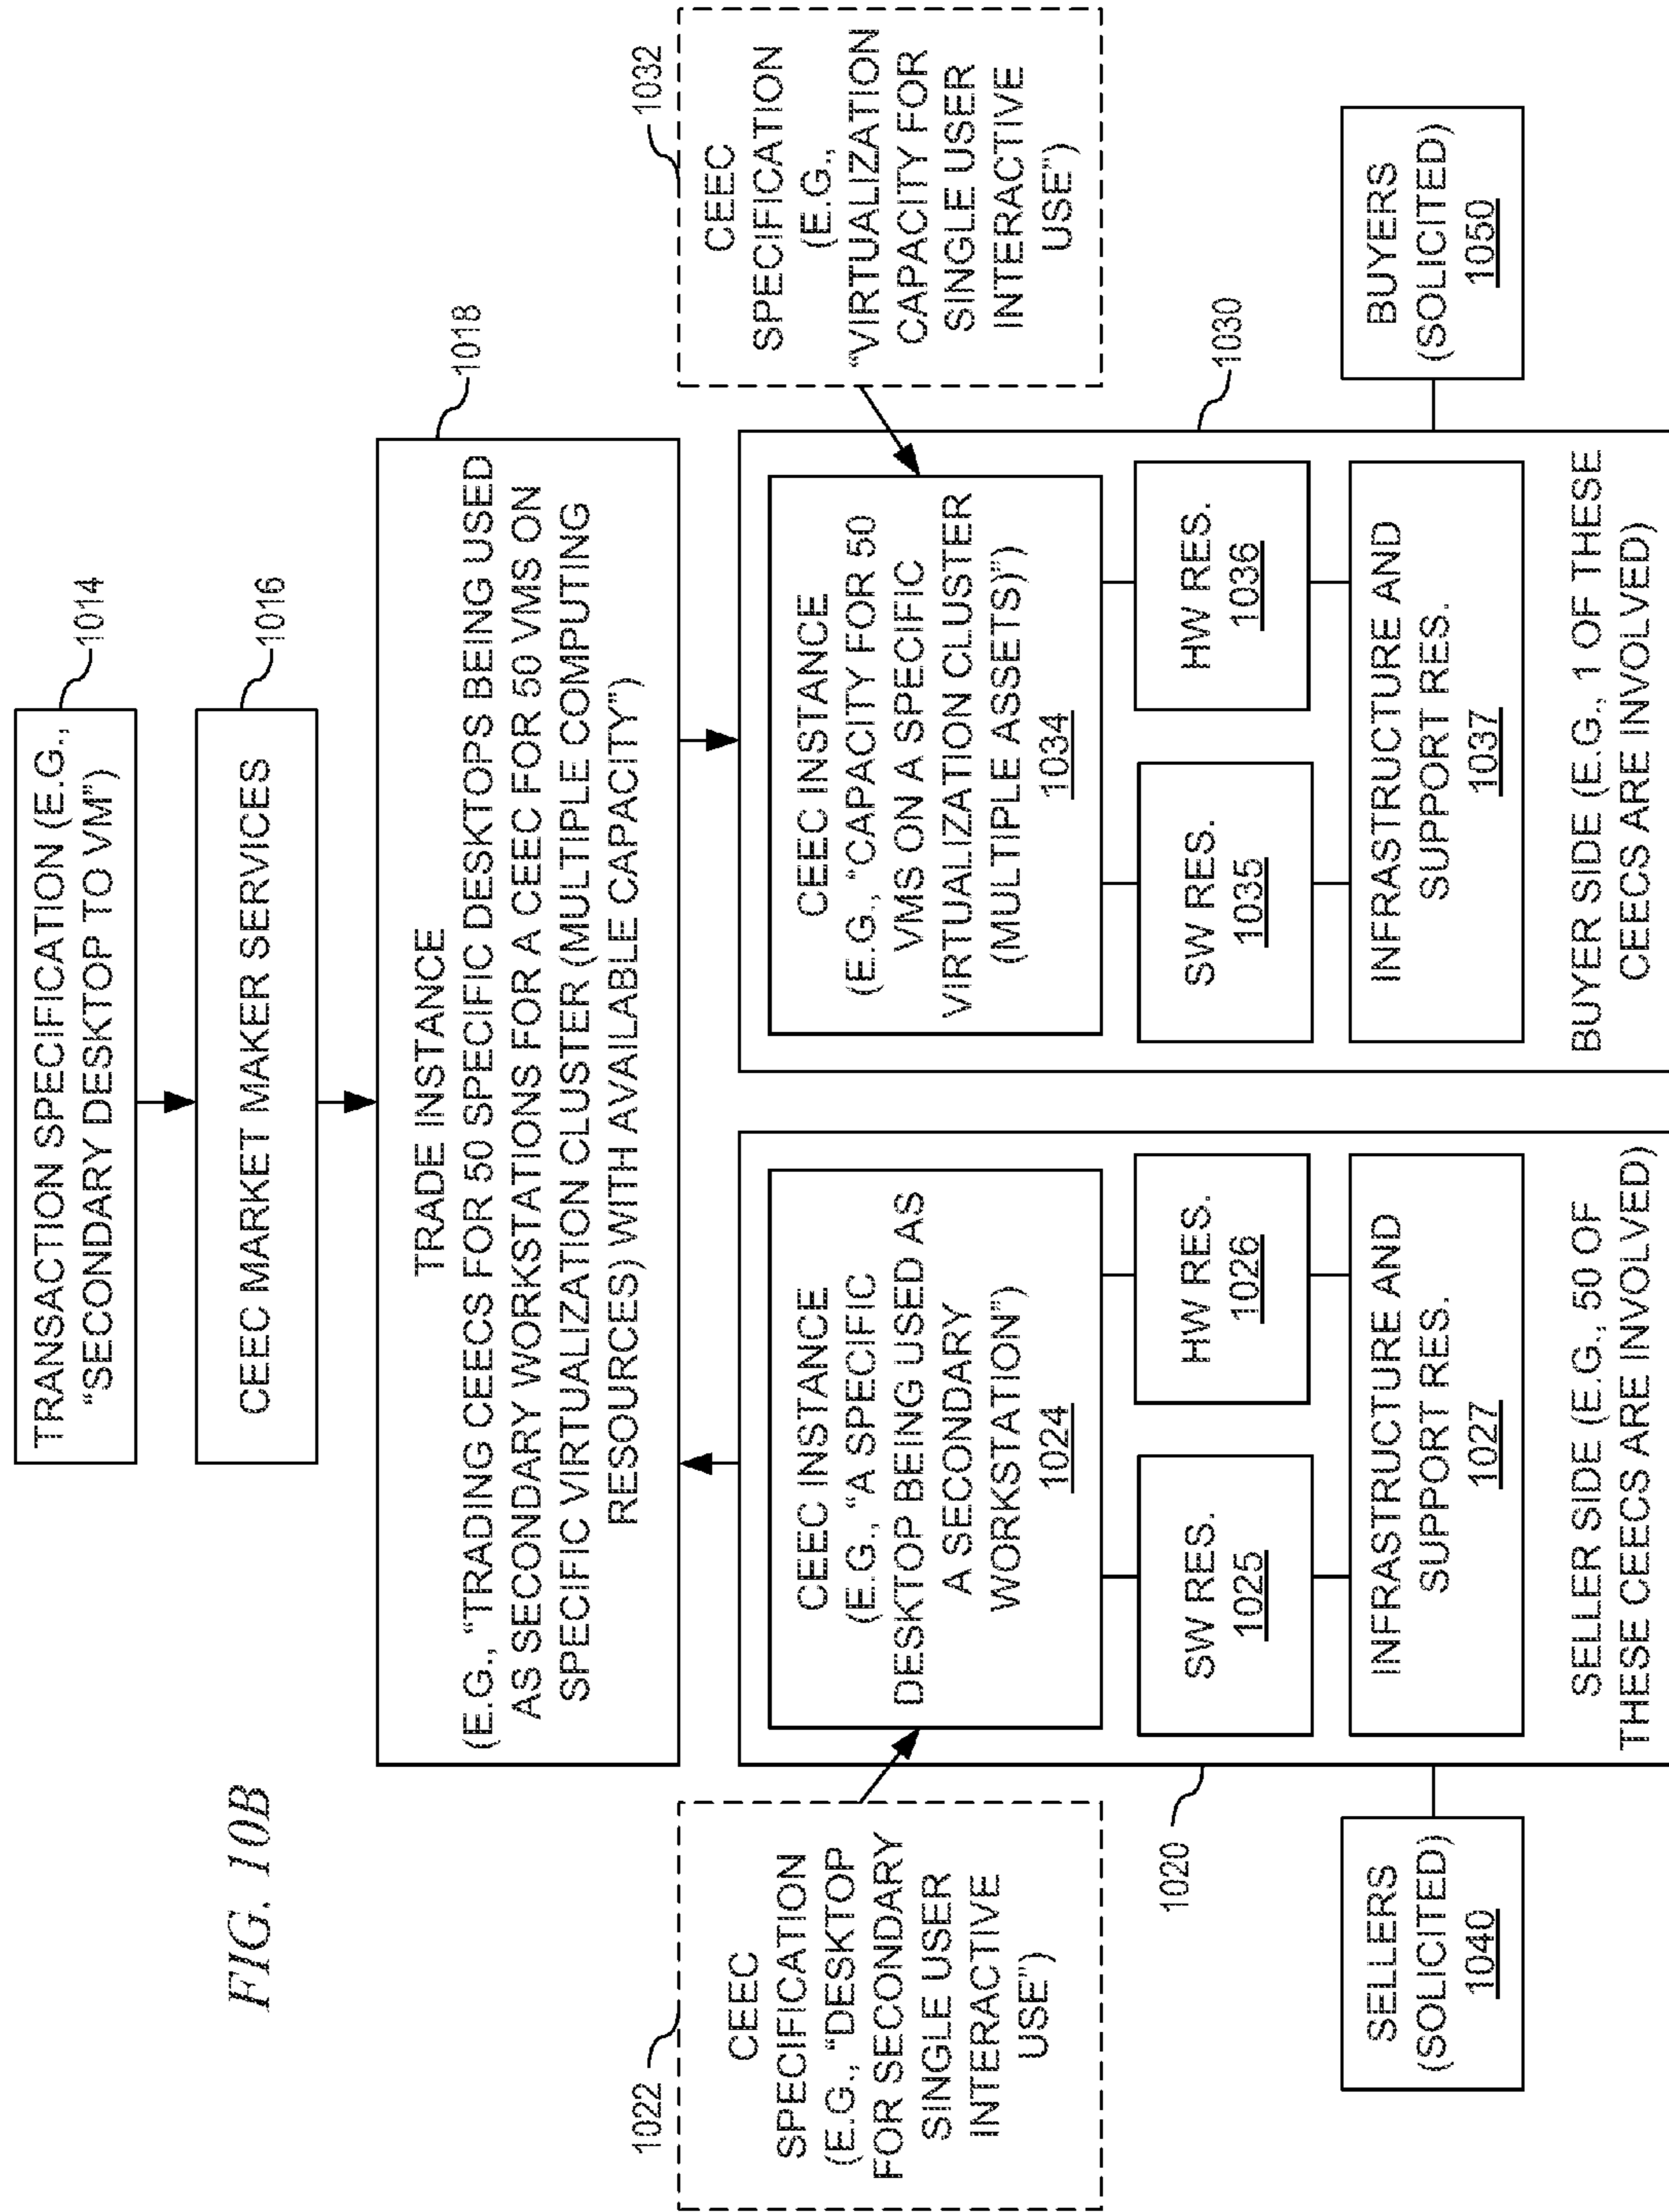 FIG. 10B
TRANSACTION SPECIFICATION (E.G.,
"SECONDARY DESKTOP TO VM")
1014
CEEC MARKET MAKER SERVICES
1016
TRADE INSTANCE
(E.G., "TRADING CEECS FOR 50 SPECIFIC DESKTOPS BEING USED
AS SECONDARY WORKSTATIONS FOR A CEEC FOR 50 VMS ON
SPECIFIC VIRTUALIZATION CLUSTER (MULTIPLE COMPUTING
RESOURCES) WITH AVAILABLE CAPACITY")
1018
1022
CEEC
SPECIFICATION
(E.G., "DESKTOP
FOR SECONDARY
SINGLE USER
INTERACTIVE
USE")
CEEC INSTANCE
(E.G., "A SPECIFIC
DESKTOP BEING USED AS
A SECONDARY
WORKSTATION")
1024
SW RES.
1025
HW RES.
1026
INFRASTRUCTURE AND
SUPPORT RES.
1027
SELLER SIDE (E.G., 50 OF
THESE CEECS ARE INVOLVED)
1020
SELLERS
(SOLICITED)
1040
CEEC INSTANCE
(E.G., "CAPACITY FOR 50
VMS ON A SPECIFIC
VIRTUALIZATION CLUSTER
(MULTIPLE ASSETS)")
1034
SW RES.
1035
HW RES.
1036
INFRASTRUCTURE AND
SUPPORT RES.
1037
BUYER SIDE (E.G., 1 OF THESE
CEECS ARE INVOLVED)
1030
1032
CEEC
SPECIFICATION
(E.G.,
"VIRTUALIZATION
CAPACITY FOR
SINGLE USER
INTERACTIVE
USE")
BUYERS
(SOLICITED)
1050